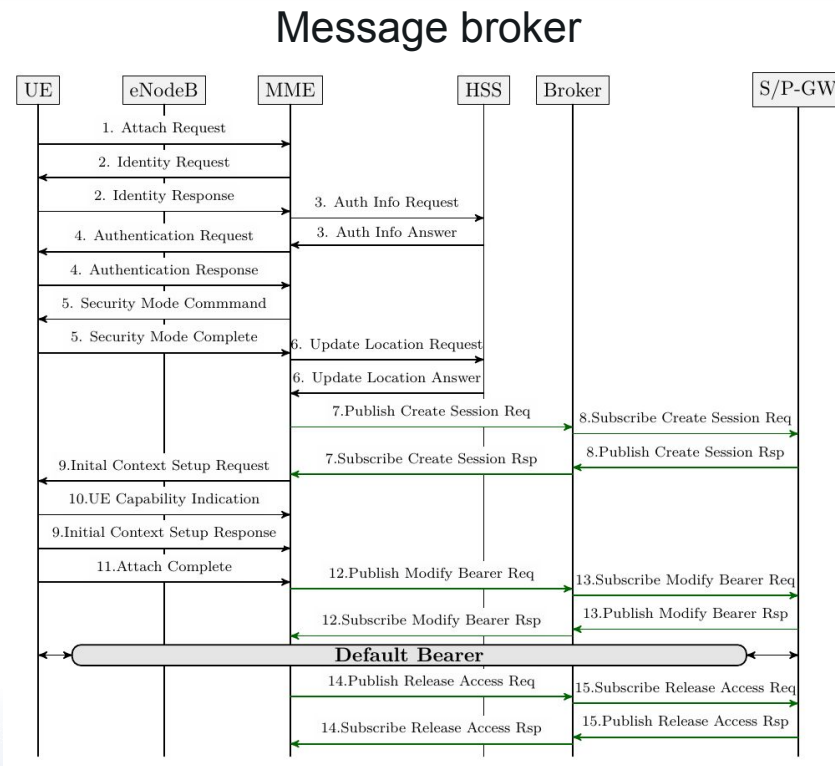 Message broker
UE eNodeB MME HSS Broker S/P-GW
1. Attach Request
2. Identity Request
2. Identity Response
3. Auth Info Request
3. Auth Info Answer
4. Authentication Request
4. Authentication Response
5. Security Mode Commmand
5. Security Mode Complete
6. Update Location Request
6. Update Location Answer
7.Publish Create Session Req
8.Subscribe Create Session Req
8.Publish Create Session Rsp
7.Subscribe Create Session Rsp
9.Inital Context Setup Request
10.UE Capability Indication
9.Initial Context Setup Response
11.Attach Complete
12.Publish Modify Bearer Req
13.Subscribe Modify Bearer Req
13.Publish Modify Bearer Rsp
12.Subscribe Modify Bearer Rsp
Default Bearer
14.Publish Release Access Req
15.Subscribe Release Access Req
15.Publish Release Access Rsp
14.Subscribe Release Access Rsp